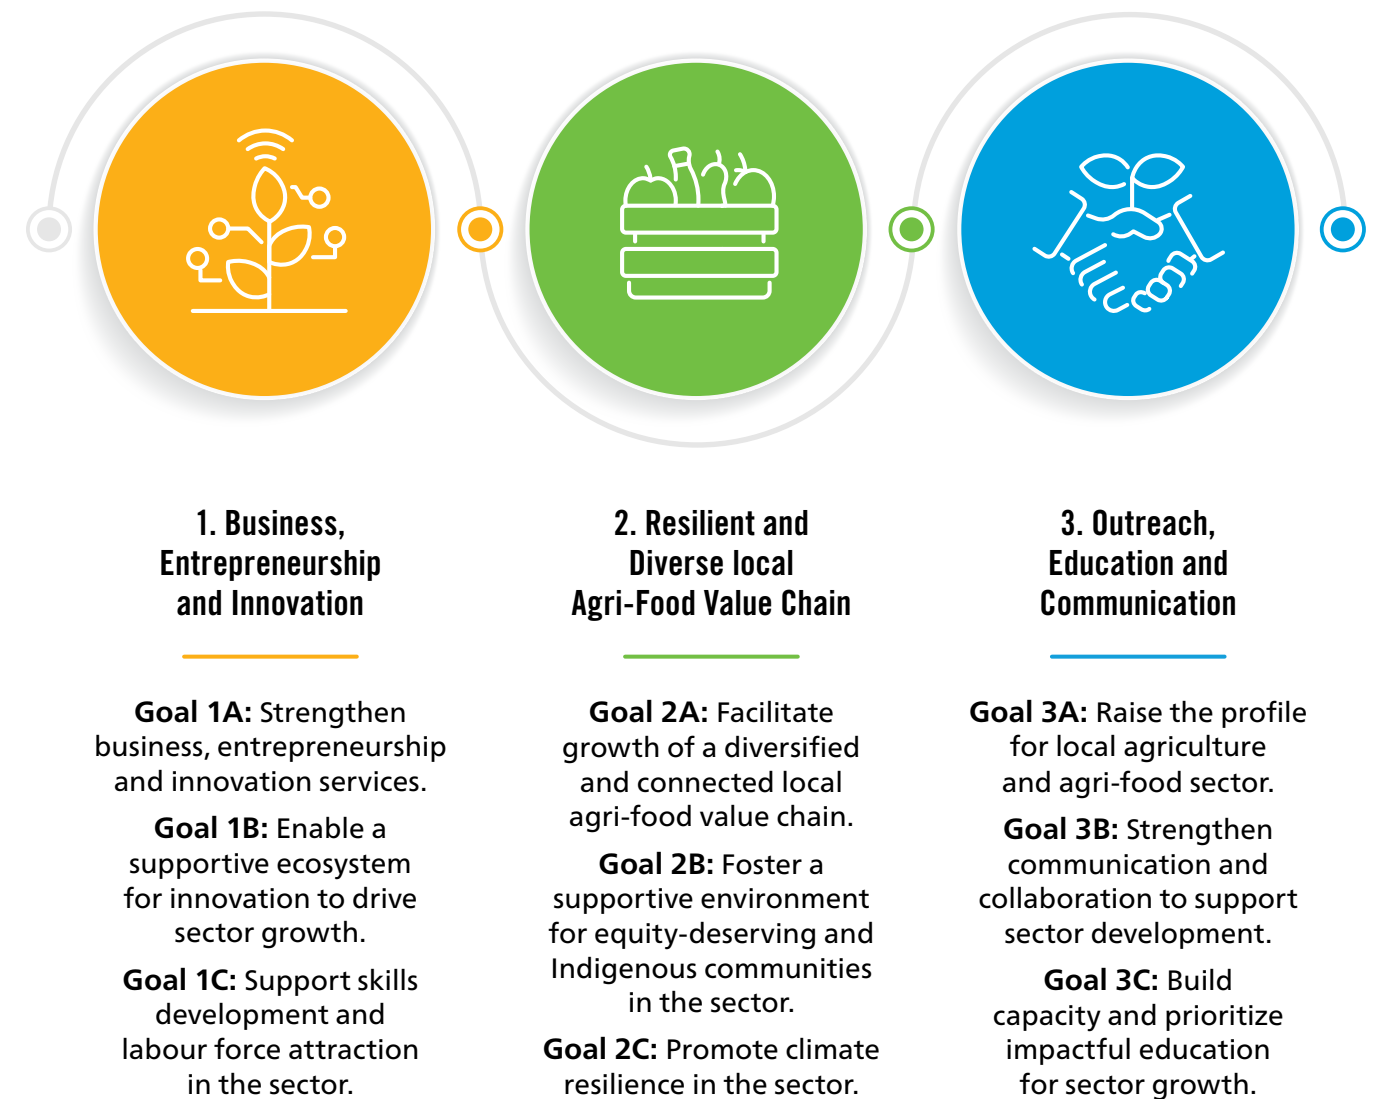 1. Business,
Entrepreneurship
and Innovation
Goal 1A: Strengthen
business, entrepreneurship
and innovation services.
Goal 1B: Enable a
supportive ecosystem
for innovation to drive
sector growth.
Goal 1C: Support skills
development and
labour force attraction
in the sector.
2. Resilient and
Diverse local
Agri-Food Value Chain
Goal 2A: Facilitate
growth of a diversified
and connected local
agri-food value chain.
Goal 2B: Foster a
supportive environment
for equity-deserving and
Indigenous communities
in the sector.
Goal 2C: Promote climate
resilience in the sector.
3. Outreach,
Education and
Communication
Goal 3A: Raise the profile
for local agriculture
and agri-food sector.
Goal 3B: Strengthen
communication and
collaboration to support
sector development.
Goal 3C: Build
capacity and prioritize
impactful education
for sector growth.